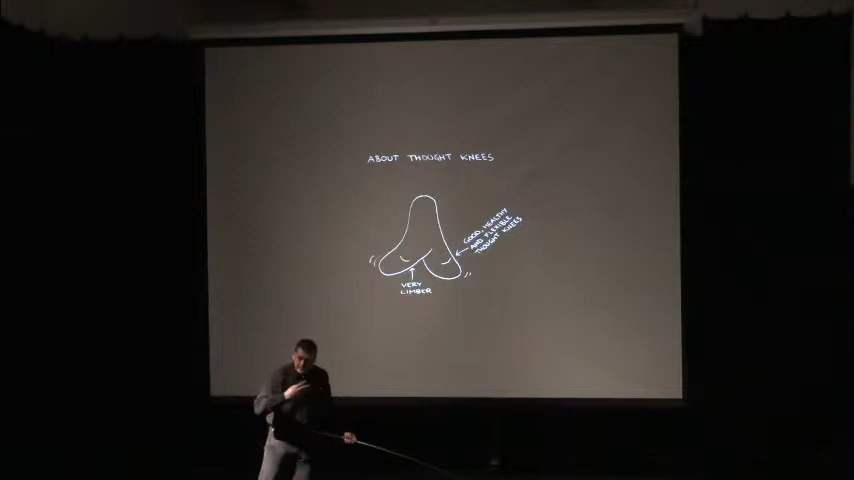 ABOUT THOUGHT KNEES
GOOD, HEALTHY
AND FLEXIBLE
THOUGHT KNEES
VERY
LIMBER